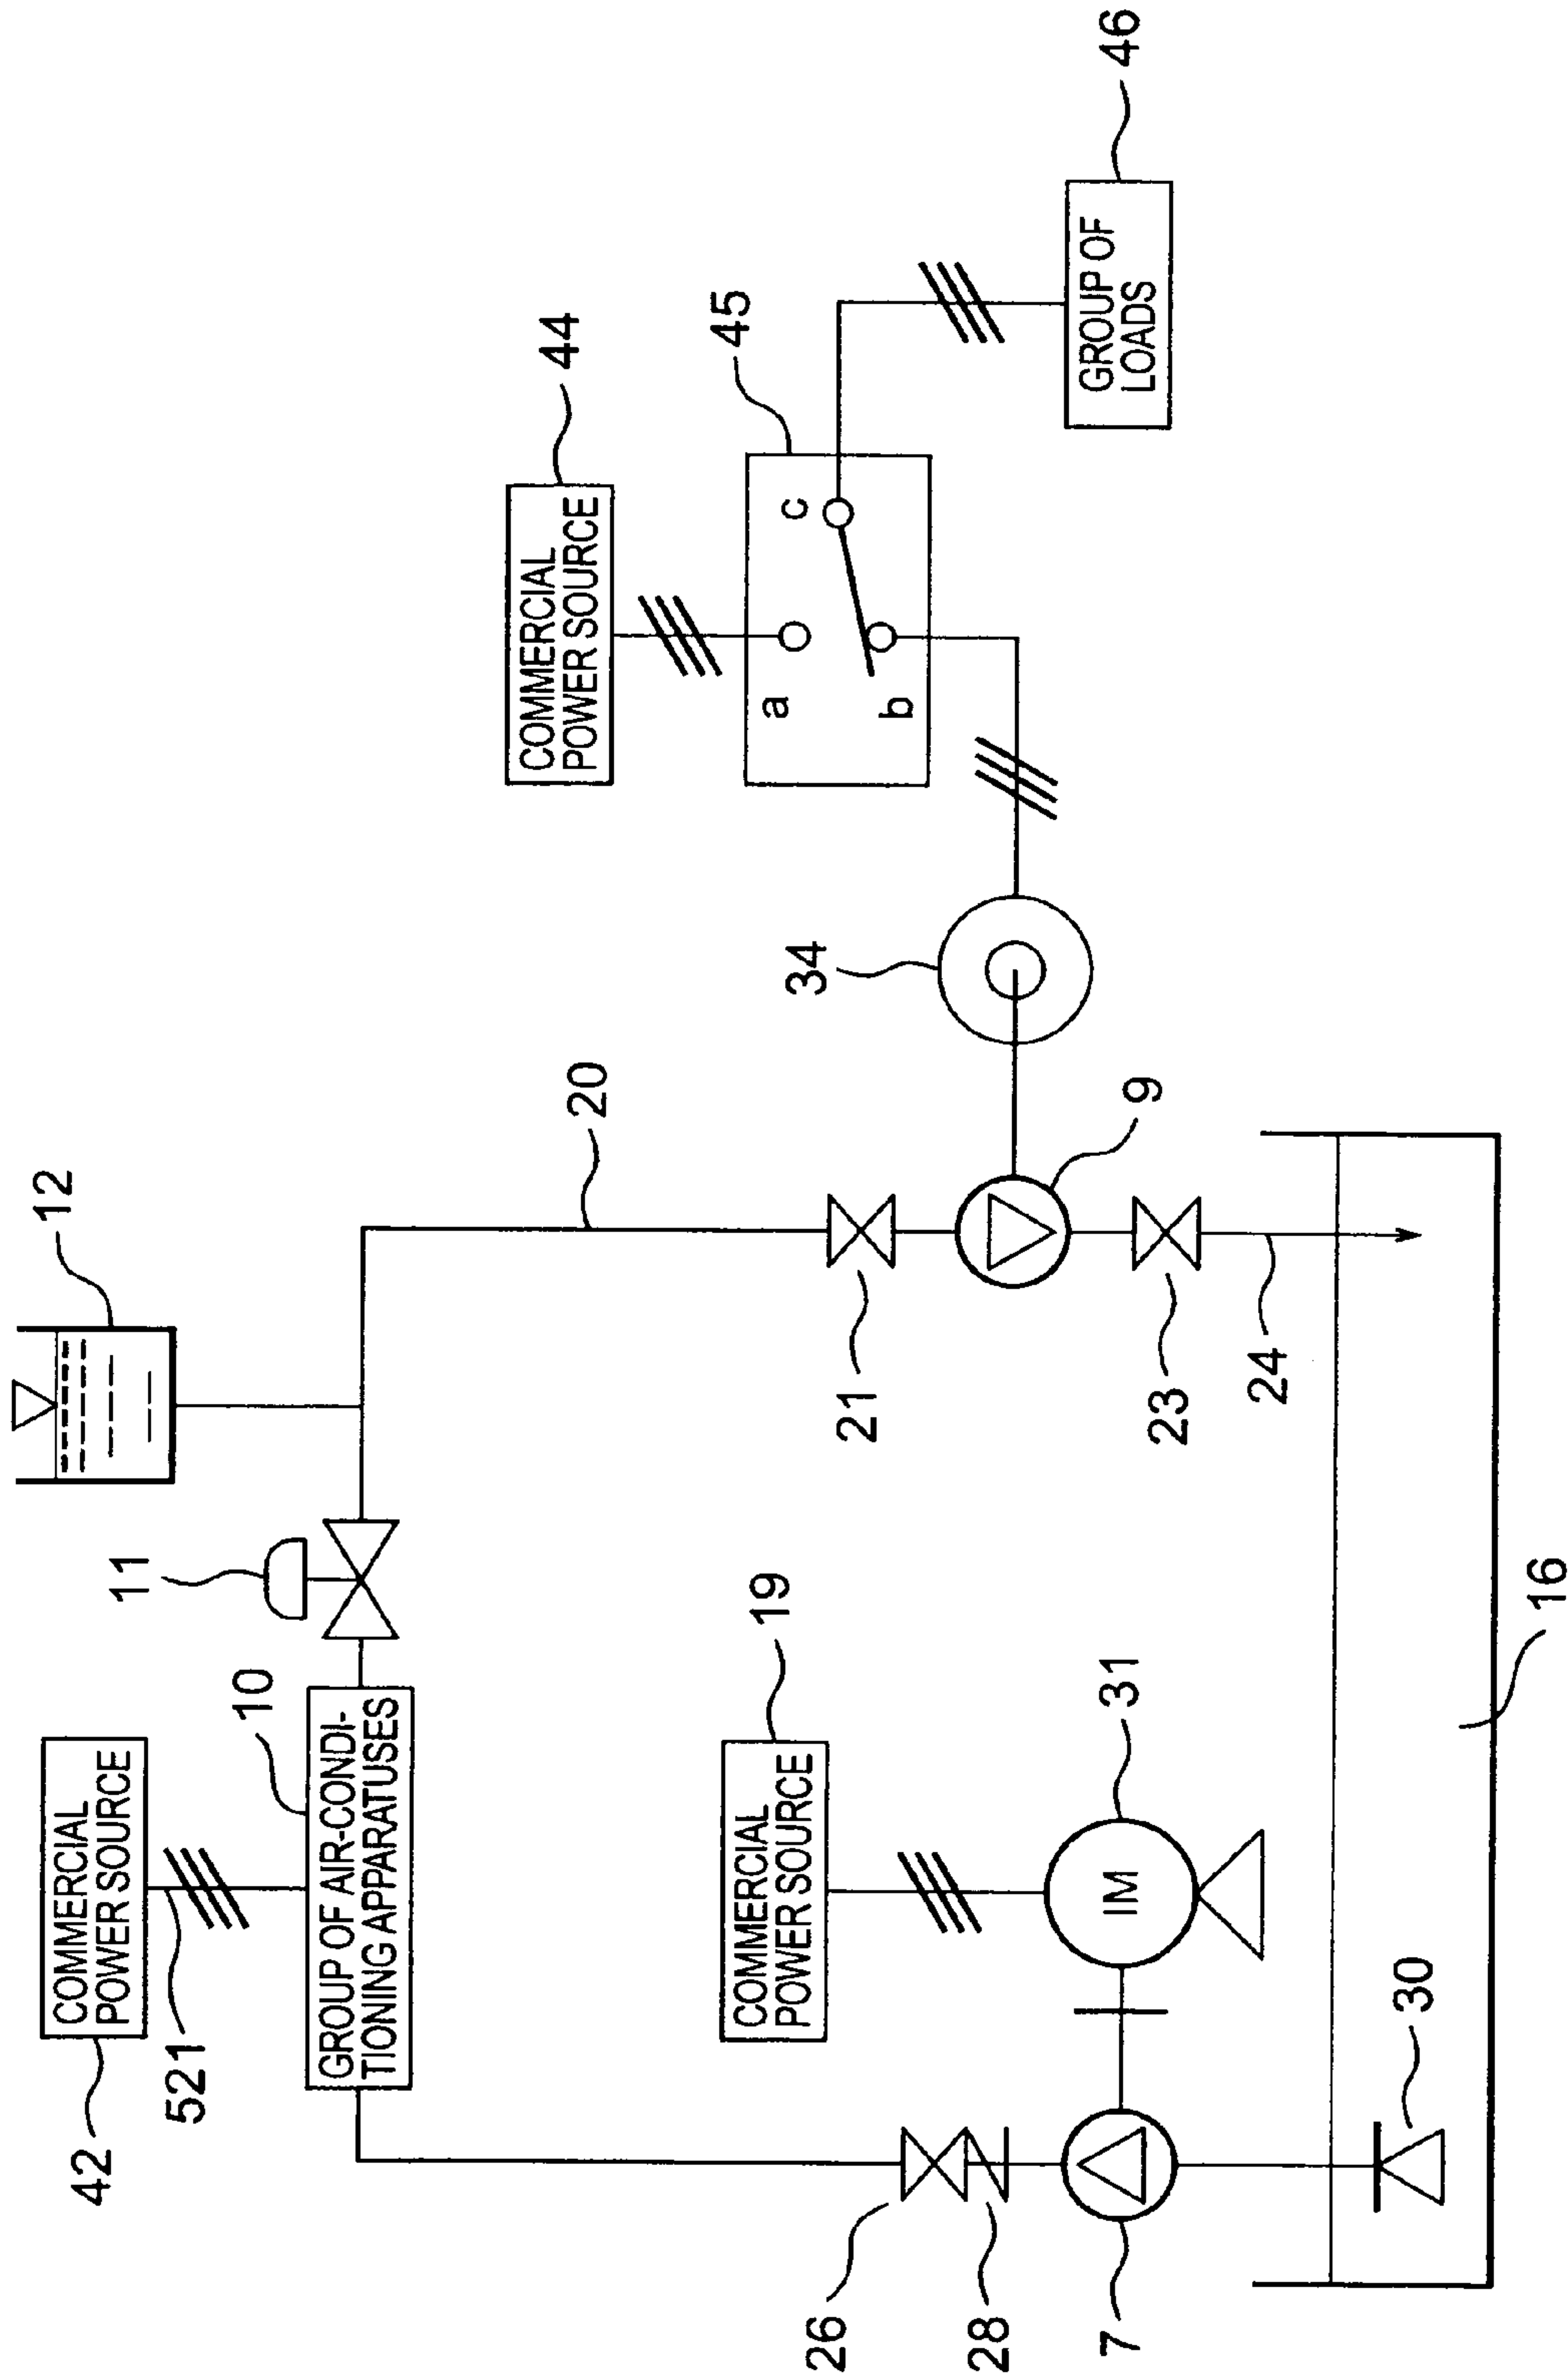 12
11
10
42
COMMERCIAL
POWER SOURCE
521
GROUP OF AIR-CONDI-
TIONING APPARATUSES
20
44
COMMERCIAL
POWER SOURCE
45
a
b
c
46
GROUP OF
LOADS
34
9
21
23
24
19
COMMERCIAL
POWER SOURCE
31
IM
26
28
7
30
16